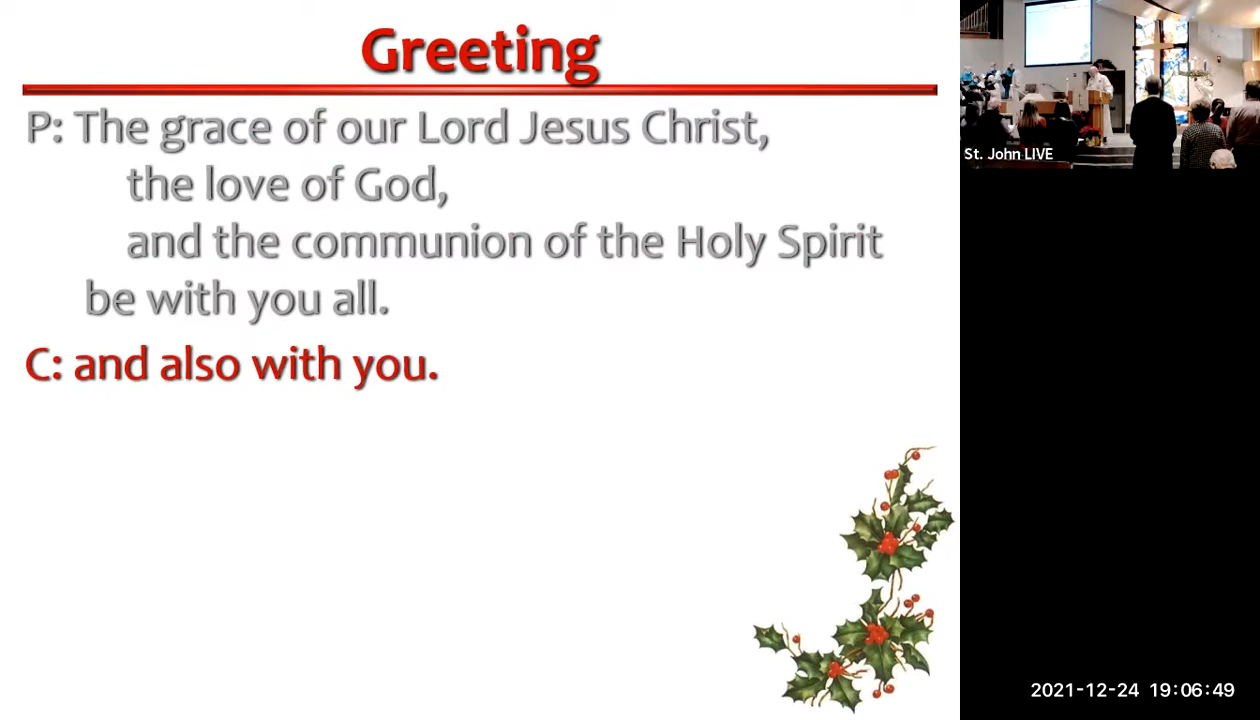 Greeting
P: The grace of our Lord Jesus Christ,
the love of God,
and the communion of the Holy Spirit
be with you all.
C: and also with you.
St. John LIVE
2021-12-24 19:06:49